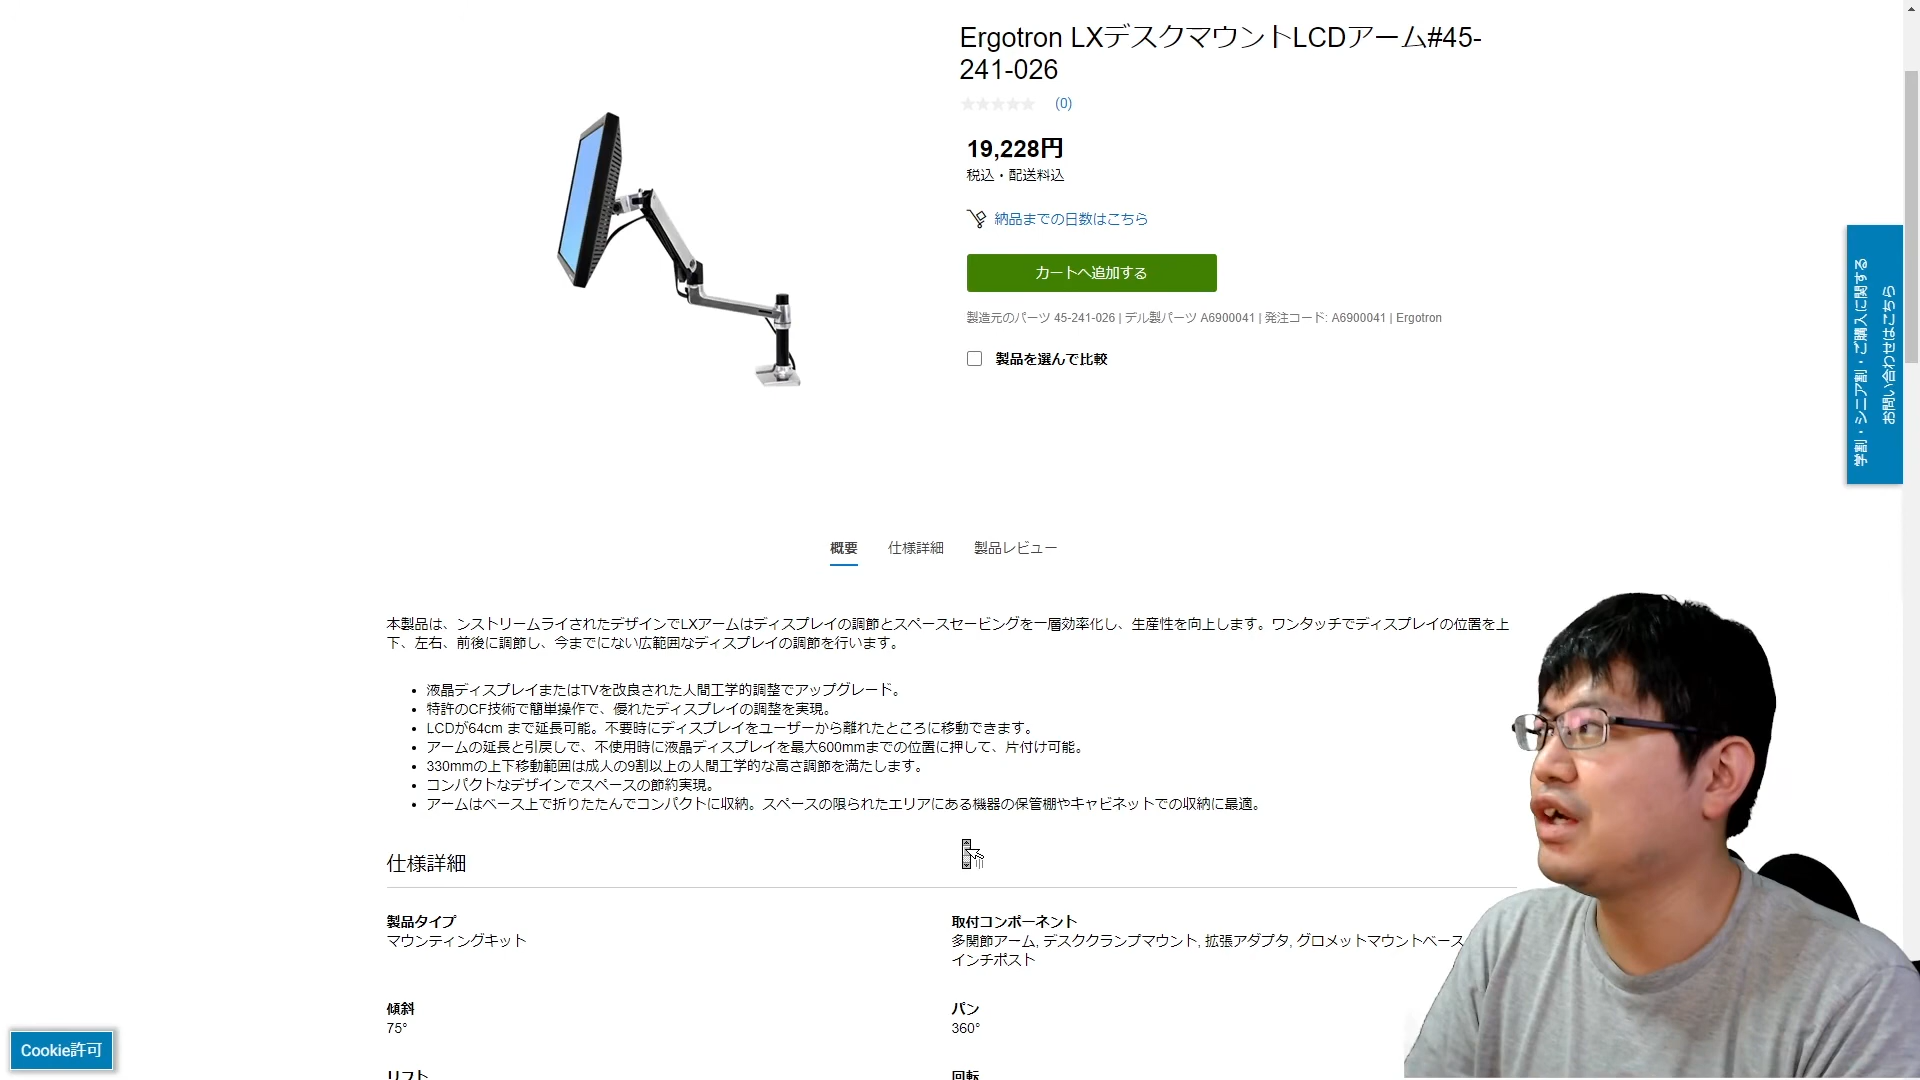 Ergotron LXデスクマウントLCDアーム#45-
241-026
(0)
19,228円
税込・配送料込
納品までの日数はこちら
カートへ追加する
製造元のパーツ 45-241-026 | デル製パーツ A6900041 | 発注コード: A6900041 | Ergotron
製品を選んで比較
学割・シニア割・ご購入に関する
お問い合わせはこちら
概要 仕様詳細 製品レビュー
本製品は、ンストリームライされたデザインでLXアームはディスプレイの調節とスペースセービングを一層効率化し、生産性を向上します。ワンタッチでディスプレイの位置を上
下、左右、前後に調節し、今までにない広範囲なディスプレイの調節を行います。
• 液晶ディスプレイまたはTVを改良された人間工学的調整でアップグレード。
• 特許のCF技術で簡単操作で、優れたディスプレイの調整を実現。
• LCDが64cm まで延長可能。不要時にディスプレイをユーザーから離れたところに移動できます。
• アームの延長と引戻しで、不使用時に液晶ディスプレイを最大600mmまでの位置に押して、片付け可能。
• 330mmの上下移動範囲は成人の9割以上の人間工学的な高さ調節を満たします。
• コンパクトなデザインでスペースの節約実現。
• アームはベース上で折りたたんでコンパクトに収納。スペースの限られたエリアにある機器の保管棚やキャビネットでの収納に最適。
仕様詳細
製品タイプ
マウンティングキット
取付コンポーネント
多関節アーム, デスククランプマウント, 拡張アダプタ, グロメットマウントベース
インチポスト
傾斜
75°
パン
360°
リフト
回転
Cookie許可